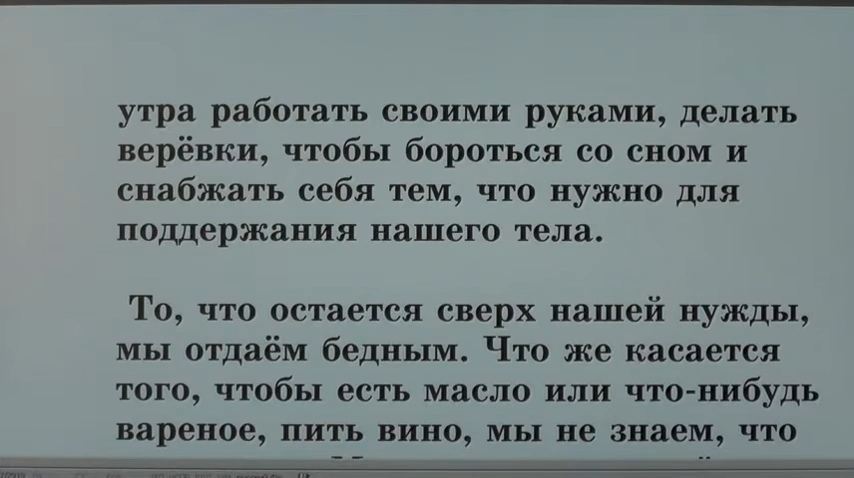 утра работать своими руками, делать
верёвки, чтобы бороться со сном и
снабжать себя тем, что нужно для
поддержания нашего тела.
То, что остается сверх нашей нужды,
мы отдаём бедным. Что же касается
того, чтобы есть масло или что-нибудь
вареное, пить вино, мы не знаем, что